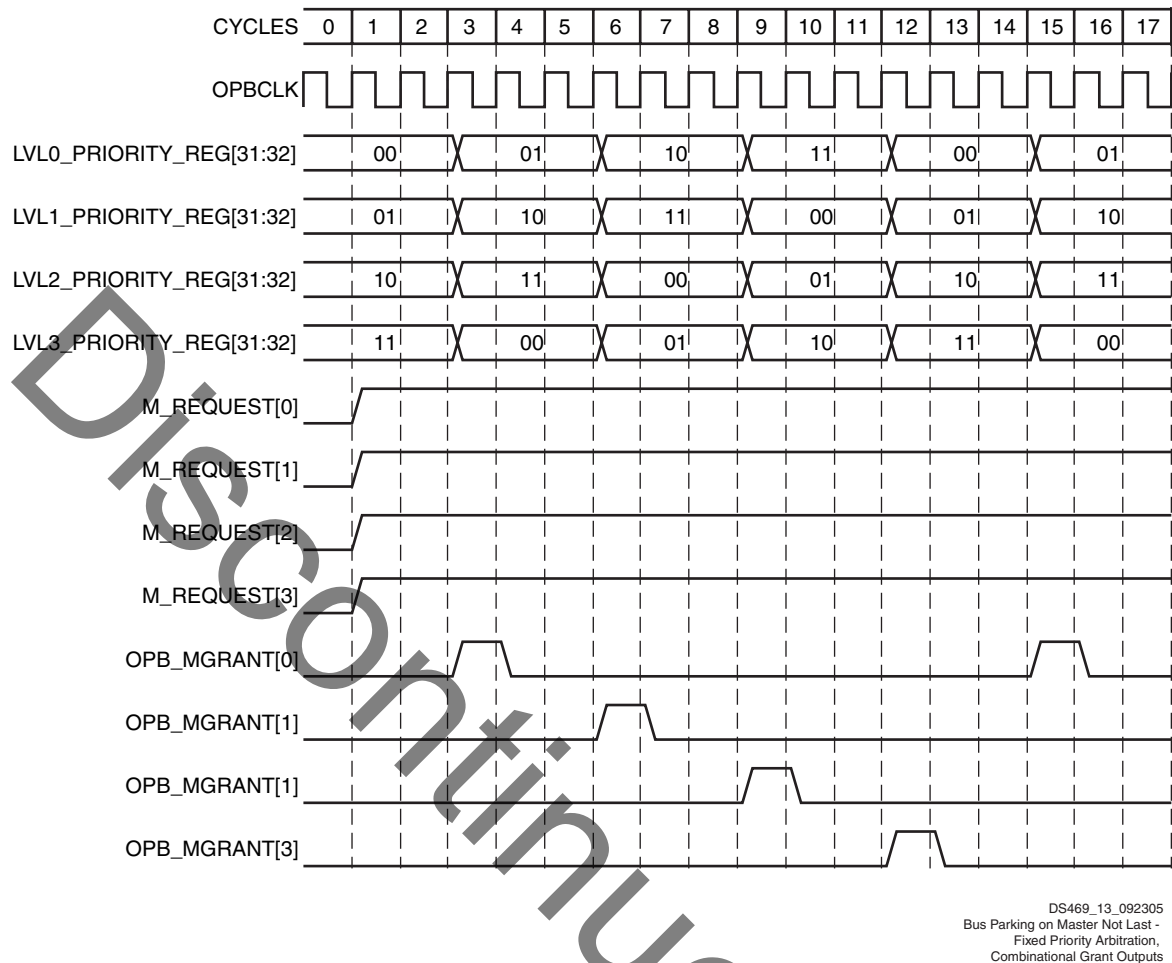 CYCLES 0 1 2 3 4 5 6 7 8 9 10 11 12 13 14 15 16 17
OPBCLK
LVL0_PRIORITY_REG[31:32] 00 01 10 11 00 01
LVL1_PRIORITY_REG[31:32] 01 10 11 00 01 10
LVL2_PRIORITY_REG[31:32] 10 11 00 01 10 11
LVL3_PRIORITY_REG[31:32] 11 00 01 10 11 00
M_REQUEST[0]
M_REQUEST[1]
M_REQUEST[2]
M_REQUEST[3]
OPB_MGRANT[0]
OPB_MGRANT[1]
OPB_MGRANT[1]
OPB_MGRANT[3]
Discontinu
DS469_13_092305
Bus Parking on Master Not Last -
Fixed Priority Arbitration,
Combinational Grant Outputs